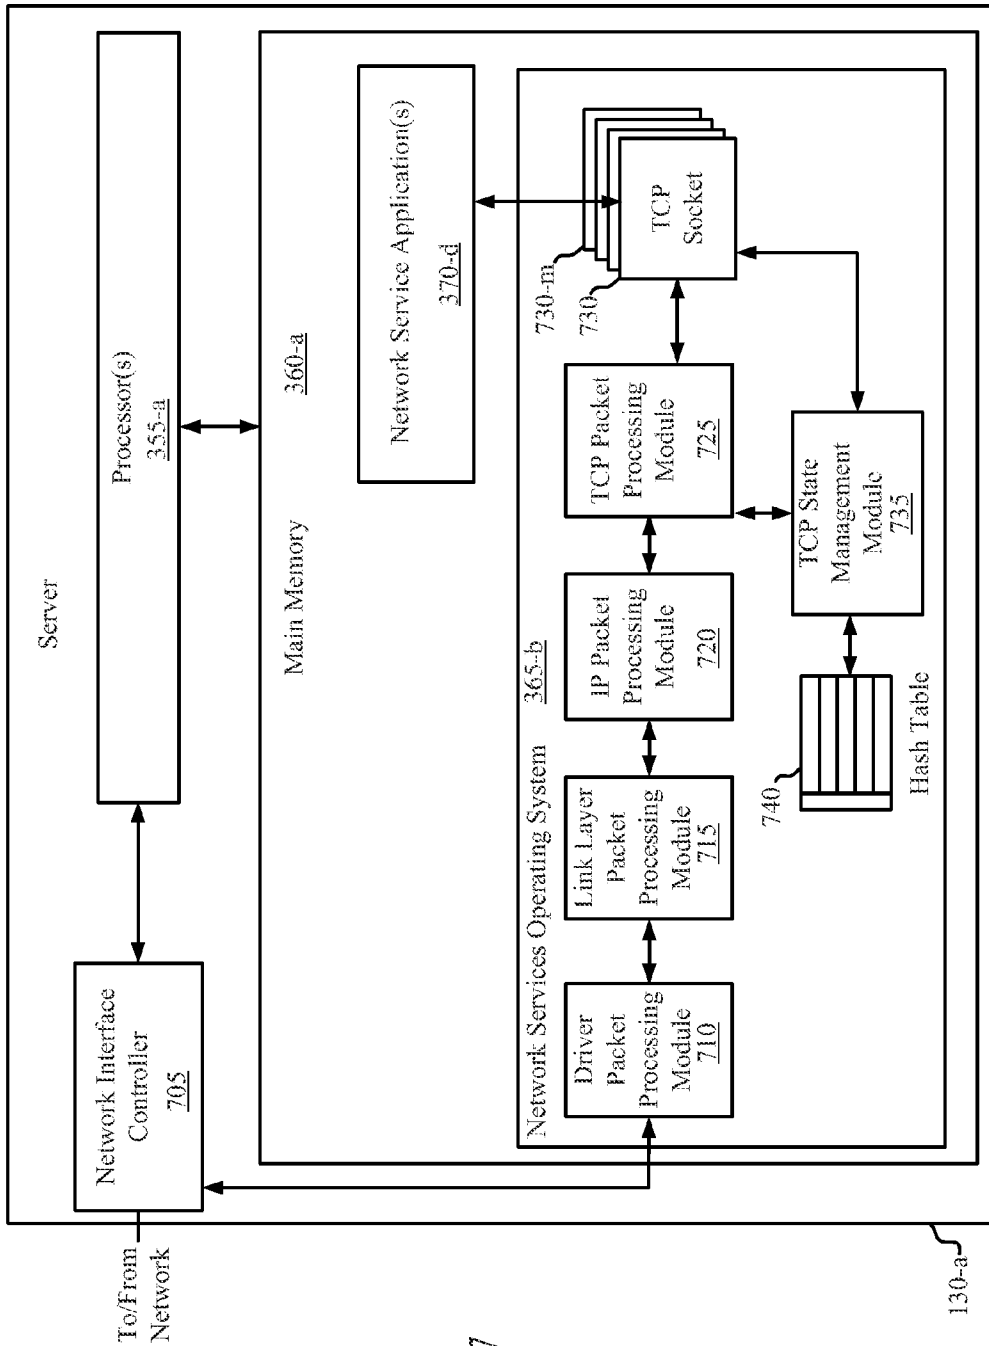 Server
To/From
Network
Network Interface
Controller
705
Processor(s)
355-a
Main Memory
360-a
Network Service Application(s)
370-d
Network Services Operating System
365-b
Driver
Packet
Processing
Module
710
Link Layer
Packet
Processing
Module
715
IP Packet
Processing
Module
720
TCP Packet
Processing
Module
725
730-m
730
TCP
Socket
740
Hash Table
TCP State
Management
Module
735
130-a
7